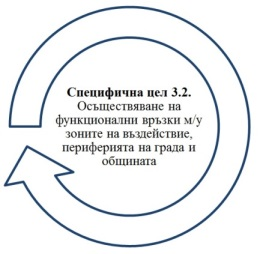 Специфична цел 3.2.
Осъществяване на
функционални връзки м/у
зоните на въздействие,
периферията на града и
общината